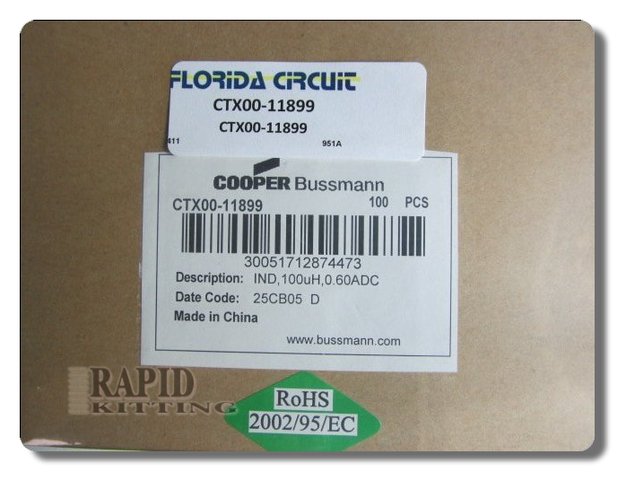 FLORIDA CIRCUIT
CTX00-11899
CTX00-11899
411 951A
COOPER Bussmann
CTX00-11899 100 PCS
30051712874473
Description: IND,100uH,0.60ADC
Date Code: 25CB05 D
Made in China
www.bussmann.com
RAPID
KITTING
RoHS
2002/95/EC